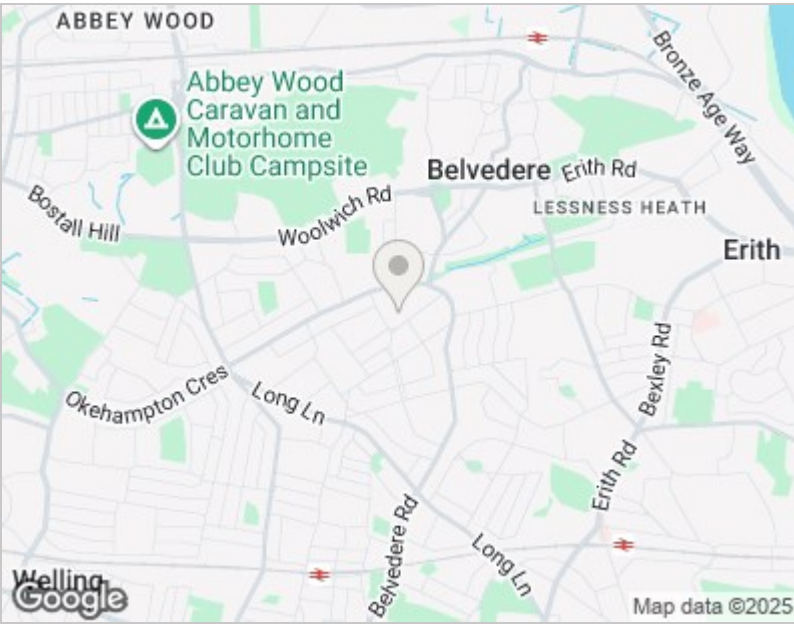 ABBEY WOOD
Bronze Age Way
Abbey Wood
Caravan and
Motorhome
Club Campsite
Belvedere
Erith Rd
Bostall Hill
Woolwich Rd
LESSNESS HEATH
Erith
Okehampton Cres
Long Ln
Bexley Rd
Erith Rd
Belvedere Rd
Long Ln
Welling
Google
Map data ©2025